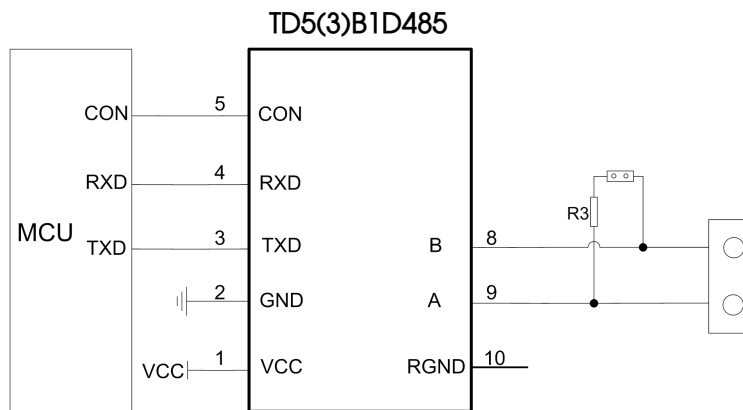 TD5(3)B1D485
CON 5 CON
RXD 4 RXD
R3
MCU TXD 3 TXD B 8
2 GND A 9
VCC 1 VCC RGND 10